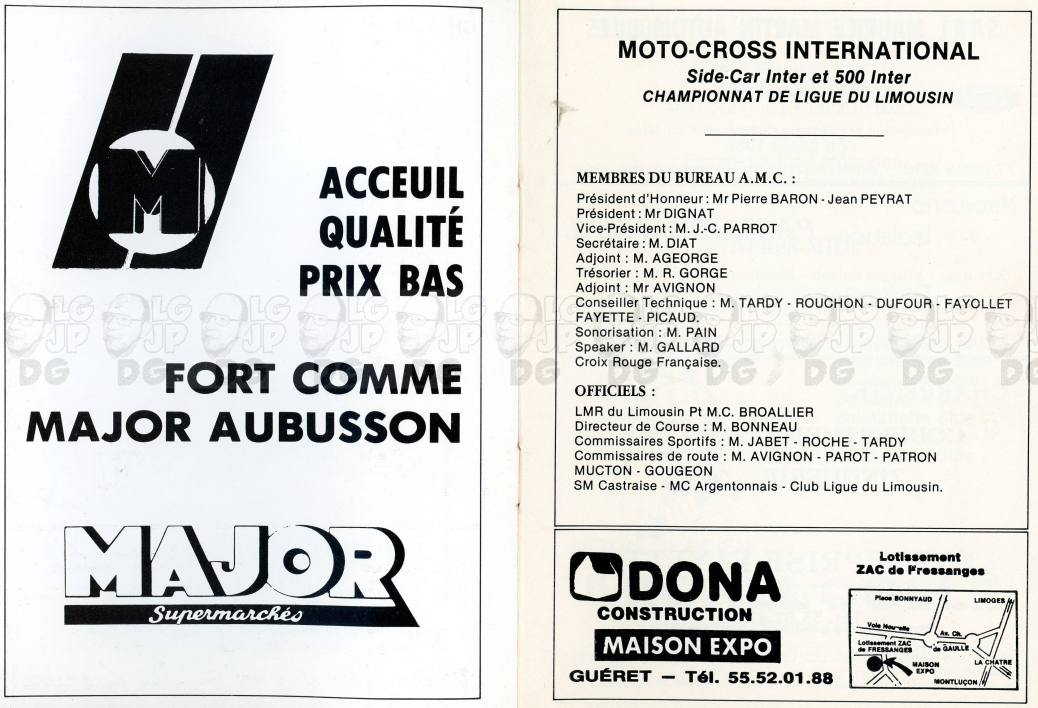 M
ACCEUIL
QUALITÉ
PRIX BAS
FORT COMME
MAJOR AUBUSSON
MAJOR
Supermarchés
MOTO-CROSS INTERNATIONAL
Side-Car Inter et 500 Inter
CHAMPIONNAT DE LIGUE DU LIMOUSIN
MEMBRES DU BUREAU A.M.C. :
Président d'Honneur : Mr Pierre BARON - Jean PEYRAT
Président : Mr DIGNAT
Vice-Président : M. J.-C. PARROT
Secrétaire : M. DIAT
Adjoint : M. AGEORGE
Trésorier : M. R. GORGE
Adjoint : Mr AVIGNON
Conseiller Technique : M. TARDY - ROUCHON - DUFOUR - FAYOLLET
FAYETTE - PICAUD.
Sonorisation : M. PAIN
Speaker : M. GALLARD
Croix Rouge Française.
OFFICIELS :
LMR du Limousin Pt M.C. BROALLIER
Directeur de Course : M. BONNEAU
Commissaires Sportifs : M. JABET - ROCHE - TARDY
Commissaires de route : M. AVIGNON - PAROT - PATRON
MUCTON - GOUGEON
SM Castraise - MC Argentonnais - Club Ligue du Limousin.
DONA
CONSTRUCTION
MAISON EXPO
GUÉRET — Tél. 55.52.01.88
Lotissement
ZAC de Fressanges
Place BONNYAUD
LIMOGES
Voie Nouvelle
Av. Ch.
de GAULLE
Lotissement ZAC
de FRESSANGES
MAISON
EXPO
LA CHATRE
MONTLUÇON
LG
JP
DG